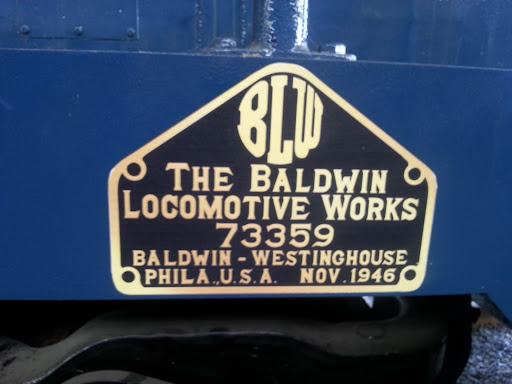 BLW
THE BALDWIN
LOCOMOTIVE WORKS
73359
BALDWIN - WESTINGHOUSE
PHILA., U.S.A. NOV. 1946